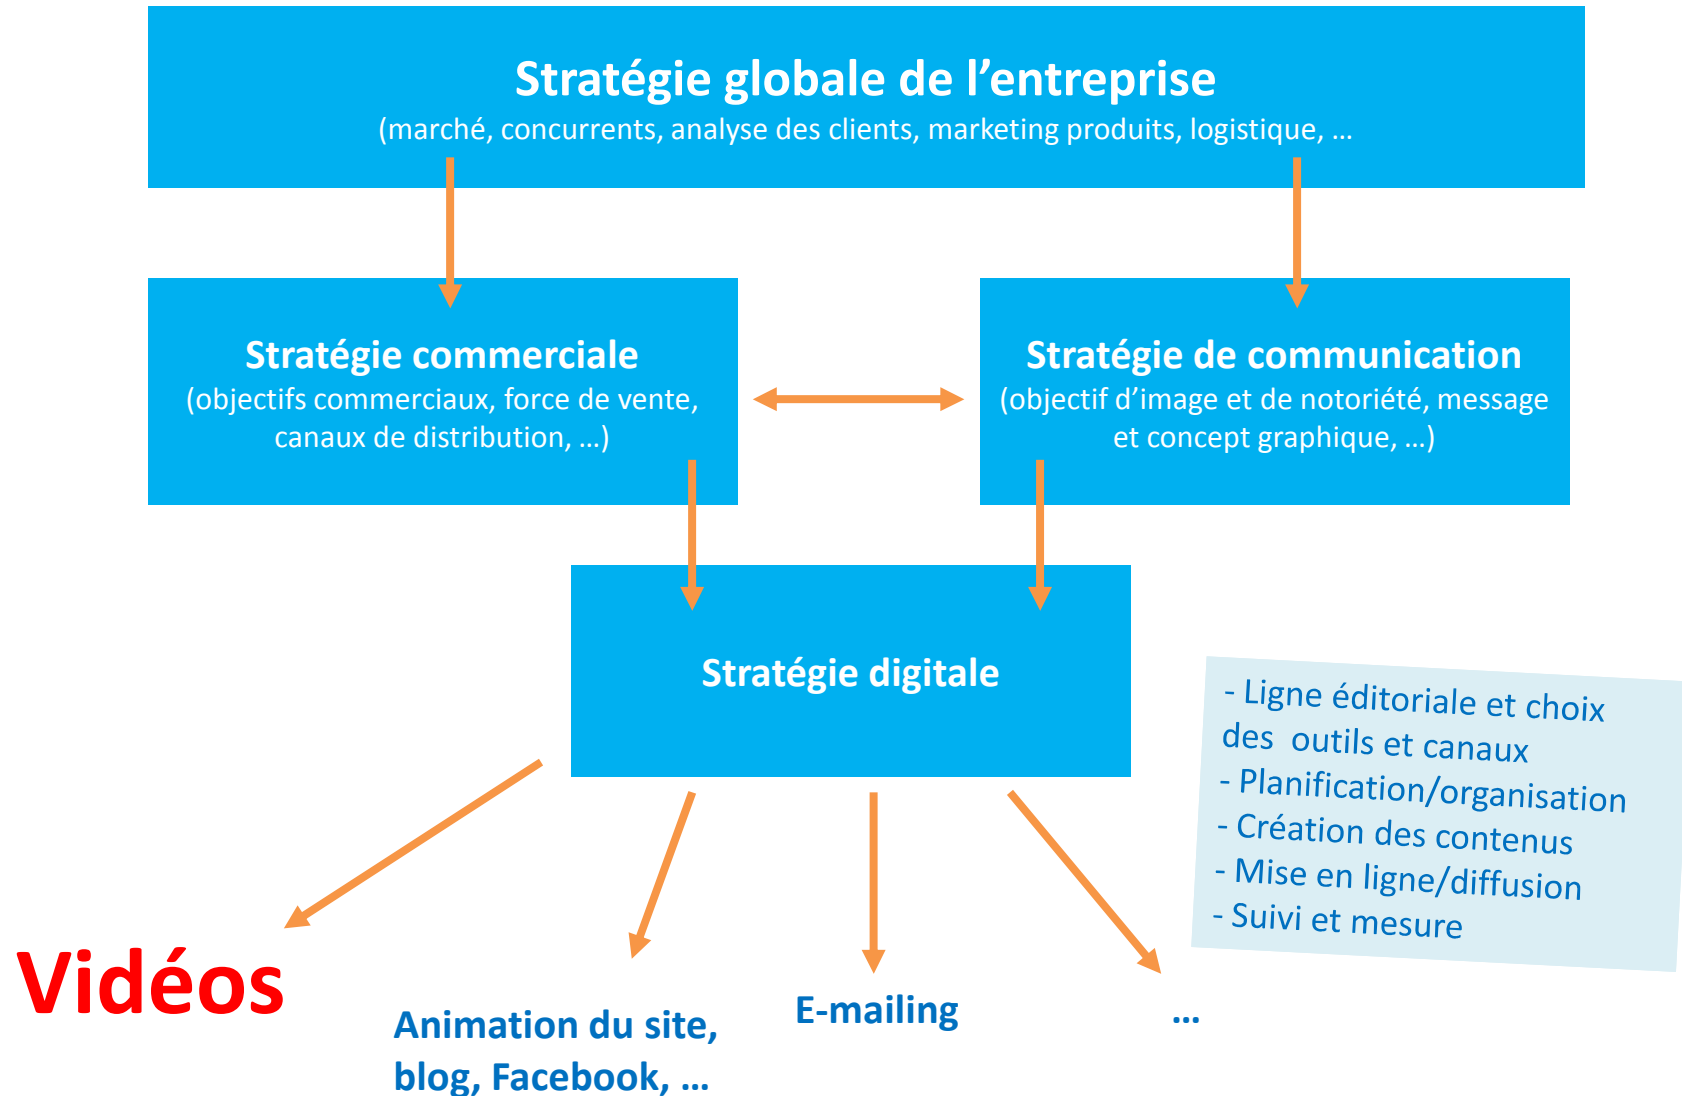 Stratégie globale de l’entreprise
(marché, concurrents, analyse des clients, marketing produits, logistique, …
Stratégie commerciale
(objectifs commerciaux, force de vente,
canaux de distribution, …)
Stratégie de communication
(objectif d’image et de notoriété, message
et concept graphique, …)
Stratégie digitale
- Ligne éditoriale et choix
des  outils et canaux
- Planification/organisation
- Création des contenus
- Mise en ligne/diffusion
- Suivi et mesure
Vidéos
Animation du site,
blog, Facebook, …
E-mailing
…